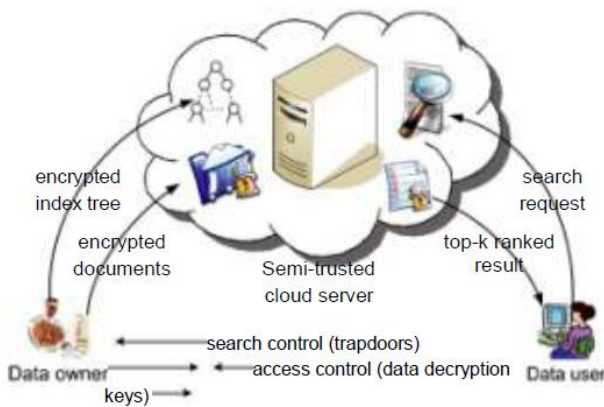 encrypted
index tree
encrypted
documents
Semi-trusted
cloud server
search
request
top-k ranked
result
search control (trapdoors)
Data owner
access control (data decryption
Data user
keys)